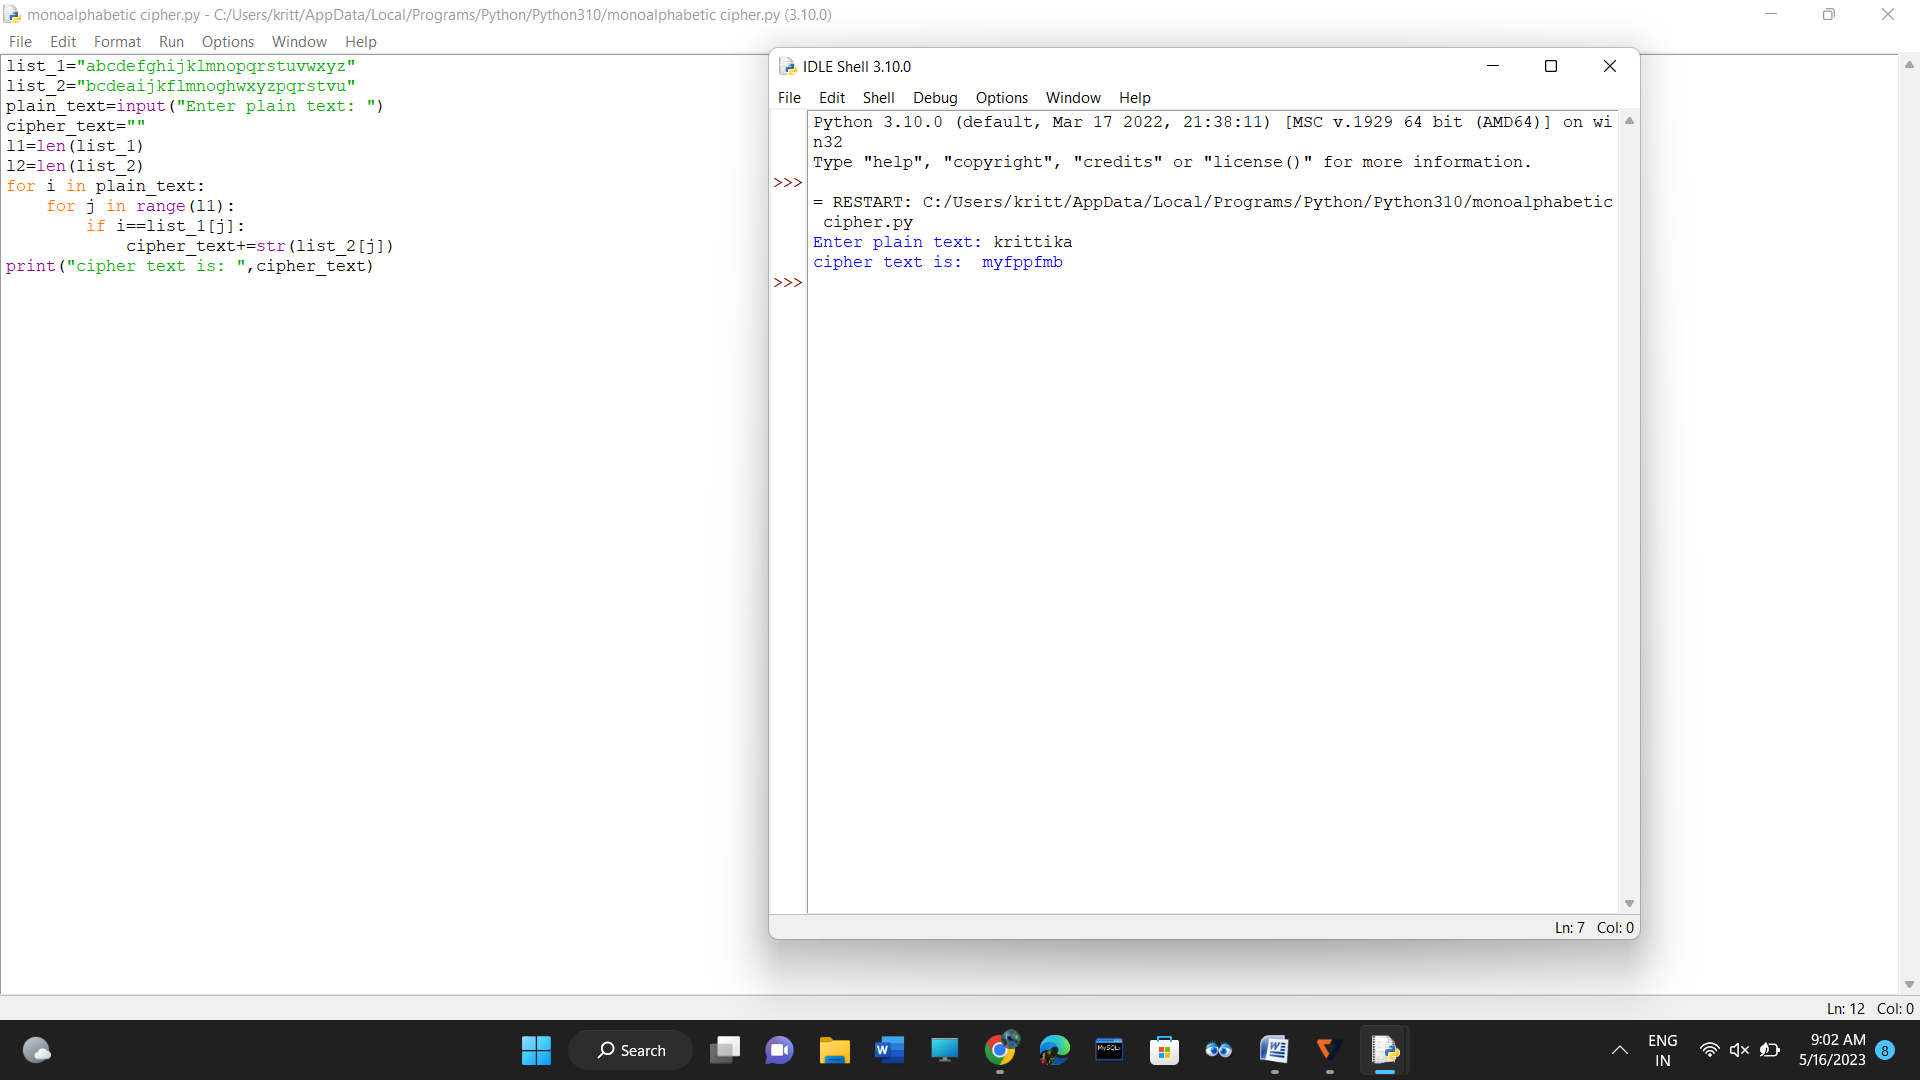 monoalphabetic cipher.py - C:/Users/kritt/AppData/Local/Programs/Python/Python310/monoalphabetic cipher.py (3.10.0)
File Edit Format Run Options Window Help
list_1="abcdefghijklmnopqrstuvwxyz"
list_2="bcdeaijkflmnoghwxyzpqrstvu"
plain_text=input("Enter plain text: ")
cipher_text=""
l1=len(list_1)
l2=len(list_2)
for i in plain_text:
    for j in range(l1):
        if i==list_1[j]:
            cipher_text+=str(list_2[j])
print("cipher text is: ",cipher_text)
IDLE Shell 3.10.0
File Edit Shell Debug Options Window Help
Python 3.10.0 (default, Mar 17 2022, 21:38:11) [MSC v.1929 64 bit (AMD64)] on wi
n32
Type "help", "copyright", "credits" or "license()" for more information.
>>>
= RESTART: C:/Users/kritt/AppData/Local/Programs/Python/Python310/monoalphabetic
 cipher.py
Enter plain text: krittika
cipher text is:  myfppfmb
>>>
Ln: 7 Col: 0
Ln: 12 Col: 0
Search
W
MySQL
W
ENG
IN
9:02 AM
5/16/2023
8